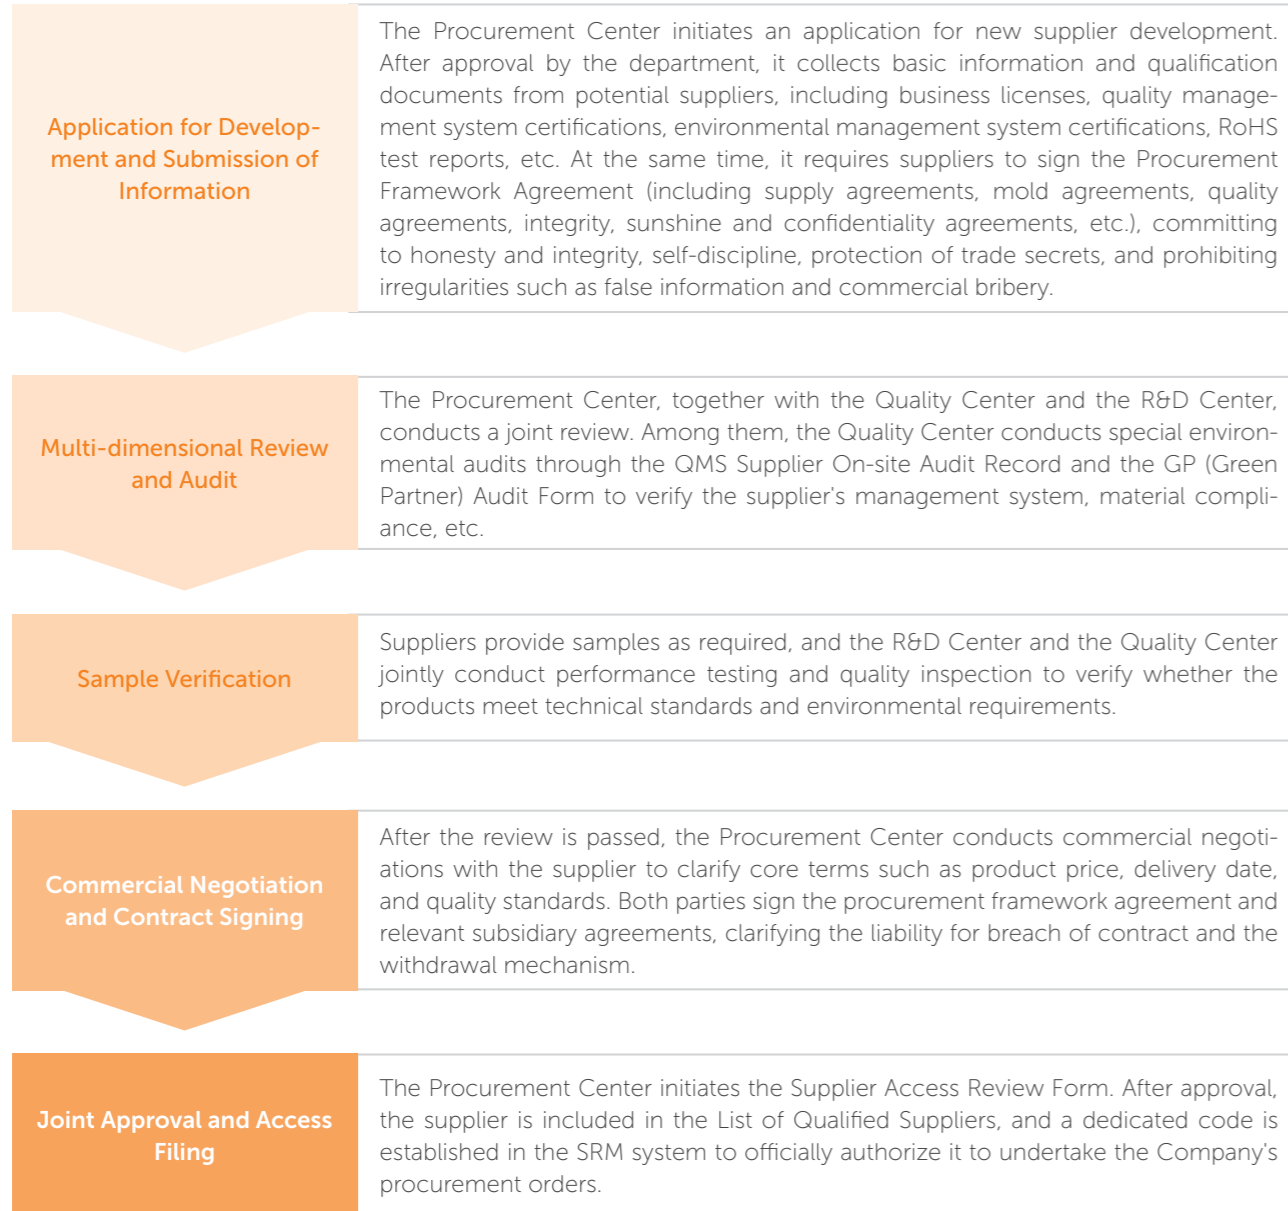 Application for Develop-
ment and Submission of
Information
The Procurement Center initiates an application for new supplier development.
After approval by the department, it collects basic information and qualification
documents from potential suppliers, including business licenses, quality manage-
ment system certifications, environmental management system certifications, RoHS
test reports, etc. At the same time, it requires suppliers to sign the Procurement
Framework Agreement (including supply agreements, mold agreements, quality
agreements, integrity, sunshine and confidentiality agreements, etc.), committing
to honesty and integrity, self-discipline, protection of trade secrets, and prohibiting
irregularities such as false information and commercial bribery.
Multi-dimensional Review
and Audit
The Procurement Center, together with the Quality Center and the R&D Center,
conducts a joint review. Among them, the Quality Center conducts special environ-
mental audits through the QMS Supplier On-site Audit Record and the GP (Green
Partner) Audit Form to verify the supplier's management system, material compli-
ance, etc.
Sample Verification
Suppliers provide samples as required, and the R&D Center and the Quality Center
jointly conduct performance testing and quality inspection to verify whether the
products meet technical standards and environmental requirements.
Commercial Negotiation
and Contract Signing
After the review is passed, the Procurement Center conducts commercial negoti-
ations with the supplier to clarify core terms such as product price, delivery date,
and quality standards. Both parties sign the procurement framework agreement and
relevant subsidiary agreements, clarifying the liability for breach of contract and the
withdrawal mechanism.
Joint Approval and Access
Filing
The Procurement Center initiates the Supplier Access Review Form. After approval,
the supplier is included in the List of Qualified Suppliers, and a dedicated code is
established in the SRM system to officially authorize it to undertake the Company's
procurement orders.